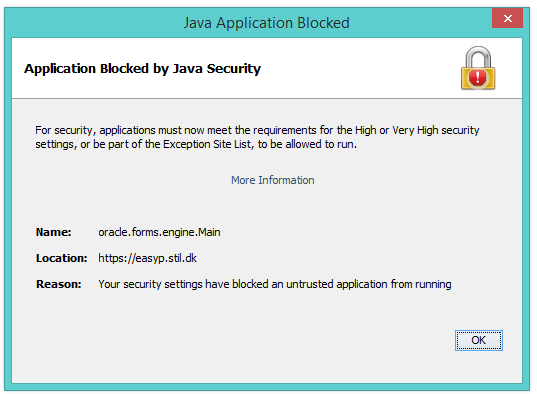 Java Application Blocked
Application Blocked by Java Security
For security, applications must now meet the requirements for the High or Very High security
settings, or be part of the Exception Site List, to be allowed to run.
More Information
Name: oracle.forms.engine.Main
Location: https://easyp.stil.dk
Reason: Your security settings have blocked an untrusted application from running
OK